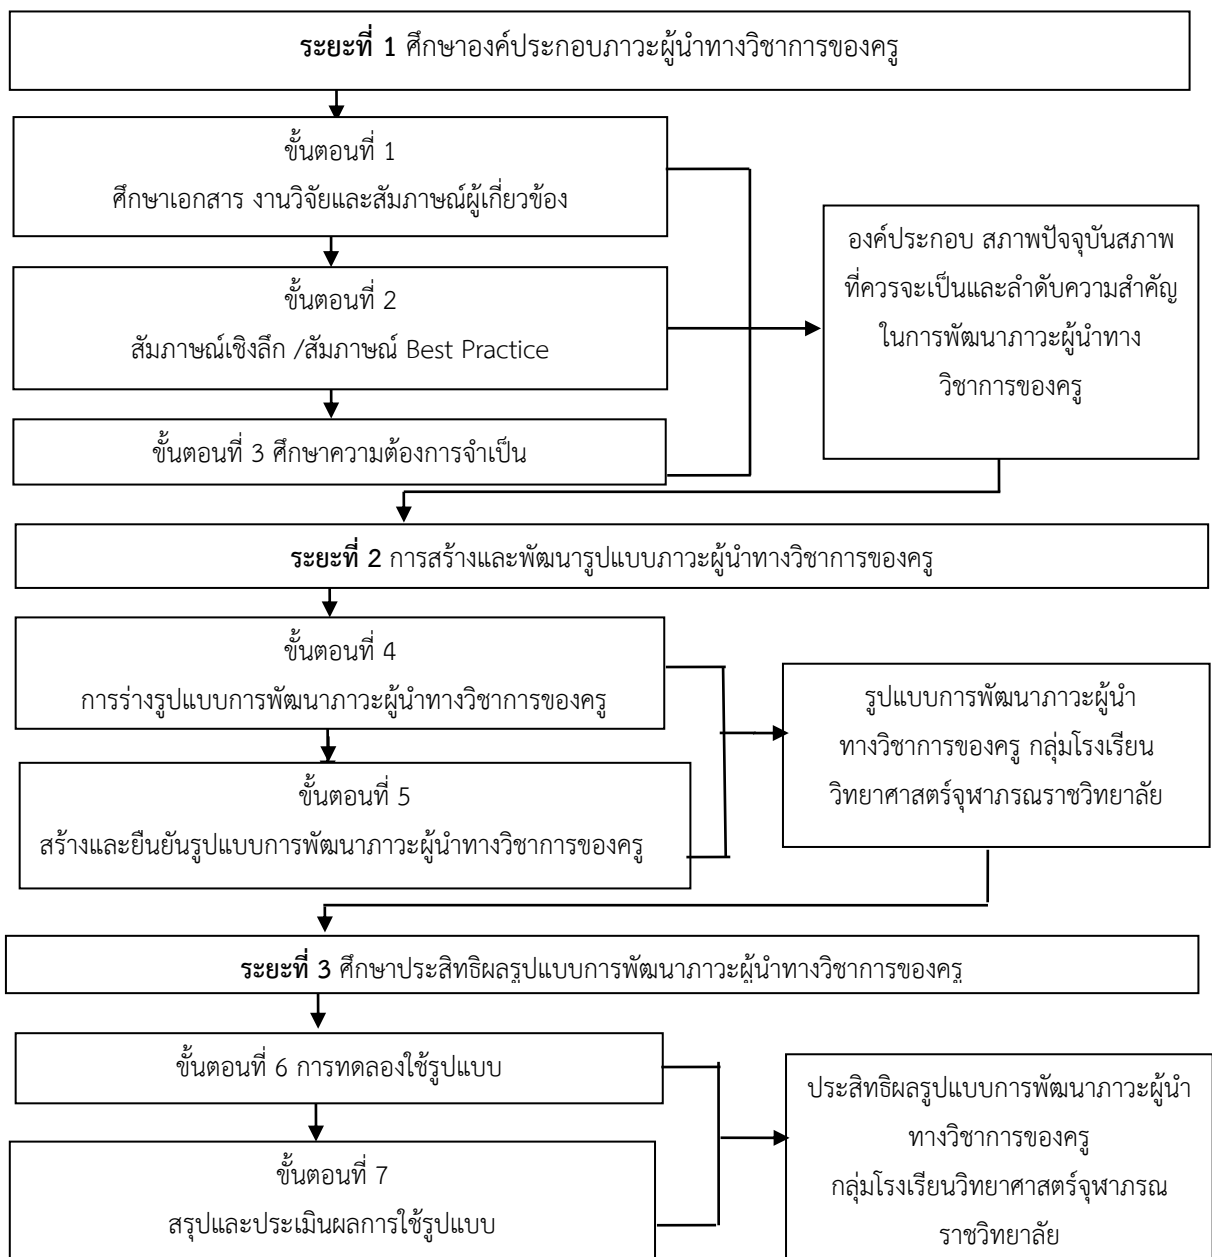 ระยะที่ 1 ศึกษาองค์ประกอบภาวะผู้นำทางวิชาการของครู
ขั้นตอนที่ 1
ศึกษาเอกสาร งานวิจัยและสัมภาษณ์ผู้เกี่ยวข้อง
ขั้นตอนที่ 2
สัมภาษณ์เชิงลึก /สัมภาษณ์ Best Practice
ขั้นตอนที่ 3 ศึกษาความต้องการจำเป็น
องค์ประกอบ สภาพปัจจุบันสภาพ
ที่ควรจะเป็นและลำดับความสำคัญ
ในการพัฒนาภาวะผู้นำทาง
วิชาการของครู
ระยะที่ 2 การสร้างและพัฒนารูปแบบภาวะผู้นำทางวิชาการของครู
ขั้นตอนที่ 4
การร่างรูปแบบการพัฒนาภาวะผู้นำทางวิชาการของครู
ขั้นตอนที่ 5
สร้างและยืนยันรูปแบบการพัฒนาภาวะผู้นำทางวิชาการของครู
รูปแบบการพัฒนาภาวะผู้นำ
ทางวิชาการของครู กลุ่มโรงเรียน
วิทยาศาสตร์จุฬาภรณราชวิทยาลัย
ระยะที่ 3 ศึกษาประสิทธิผลรูปแบบการพัฒนาภาวะผู้นำทางวิชาการของครู
ขั้นตอนที่ 6 การทดลองใช้รูปแบบ
ขั้นตอนที่ 7
สรุปและประเมินผลการใช้รูปแบบ
ประสิทธิผลรูปแบบการพัฒนาภาวะผู้นำ
ทางวิชาการของครู
กลุ่มโรงเรียนวิทยาศาสตร์จุฬาภรณ
ราชวิทยาลัย